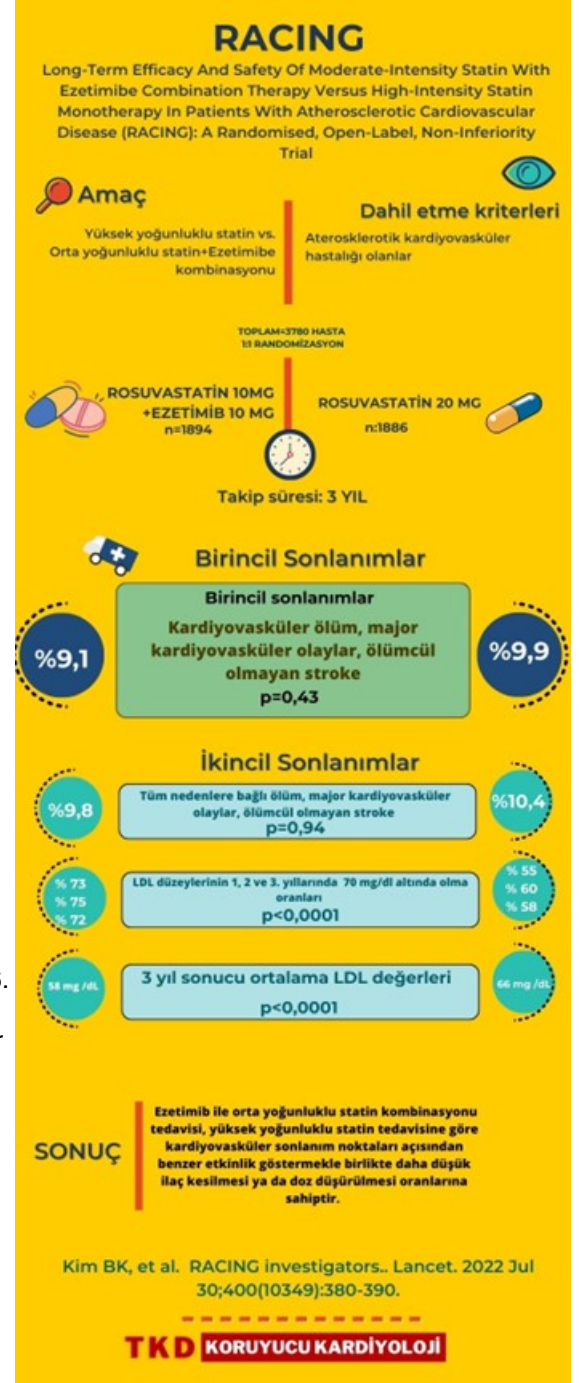 RACING
Long-Term Efficacy And Safety Of Moderate-Intensity Statin With
Ezetimibe Combination Therapy Versus High-Intensity Statin
Monotherapy In Patients With Atherosclerotic Cardiovascular
Disease (RACING): A Randomised, Open-Label, Non-Inferiority
Trial
Amaç
Yüksek yoğunluklu statin vs.
Orta yoğunluklu statin+Ezetimibe
kombinasyonu
Dahil etme kriterleri
Aterosklerotik kardiyovasküler
hastalığı olanlar
TOPLAM=3780 HASTA
1:1 RANDOMİZASYON
ROSUVASTATİN 10MG
+EZETİMİB 10 MG
n=1894
ROSUVASTATİN 20 MG
n:1886
Takip süresi: 3 YIL
Birincil Sonlanımlar
%9,1
Birincil sonlanımlar
Kardiyovasküler ölüm, major
kardiyovasküler olaylar, ölümcül
olmayan stroke
p=0,43
%9,9
İkincil Sonlanımlar
%9,8
Tüm nedenlere bağlı ölüm, major kardiyovasküler
olaylar, ölümcül olmayan stroke
p=0,94
%10,4
% 73
% 75
% 72
LDL düzeylerinin 1, 2 ve 3. yıllarında 70 mg/dl altında olma
oranları
p<0,0001
% 55
% 60
% 58
58 mg /dL
3 yıl sonucu ortalama LDL değerleri
p<0,0001
66 mg /dL
SONUÇ
Ezetimib ile orta yoğunluklu statin kombinasyonu
tedavisi, yüksek yoğunluklu statin tedavisine göre
kardiyovasküler sonlanım noktaları açısından
benzer etkinlik göstermekle birlikte daha düşük
ilaç kesilmesi ya da doz düşürülmesi oranlarına
sahiptir.
Kim BK, et al. RACING investigators.. Lancet. 2022 Jul
30;400(10349):380-390.
TKD KORUYUCU KARDİYOLOJİ